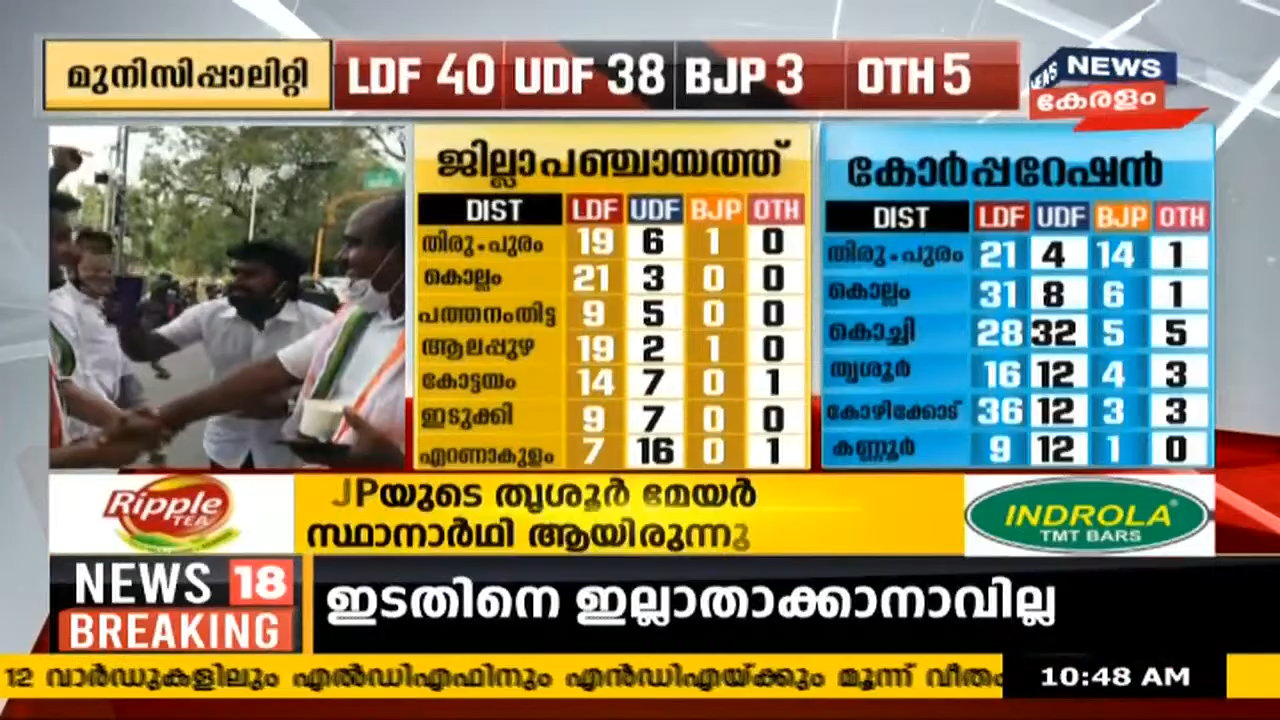 മുനിസിപ്പാലിറ്റി LDF 40 UDF 38 BJP 3 OTH 5
NEWS
കേരളം
ജില്ലാ പഞ്ചായത്ത്
DIST LDF UDF BJP OTH
തിരു.പുരം 19 6 1 0
കൊല്ലം 21 3 0 0
പത്തനംതിട്ട 9 5 0 0
ആലപ്പുഴ 19 2 1 0
കോട്ടയം 14 7 0 1
ഇടുക്കി 9 7 0 0
എറണാകുളം 7 16 0 1
കോർപ്പറേഷൻ
DIST LDF UDF BJP OTH
തിരു.പുരം 21 4 14 1
കൊല്ലം 31 8 6 1
കൊച്ചി 28 32 5 5
തൃശൂർ 16 12 4 3
കോഴിക്കോട് 36 12 3 3
കണ്ണൂർ 9 12 1 0
Ripple
TEA
JPയുടെ തൃശൂർ മേയർ
സ്ഥാനാർഥി ആയിരുന്നു
INDROLA
TMT BARS
NEWS 18
BREAKING
ഇടതിനെ ഇല്ലാതാക്കാനാവില്ല
12 വാർഡുകളിലും എൽഡിഎഫിനും എൻഡിഎയ്ക്കും മൂന്ന് വീതം
10:48 AM